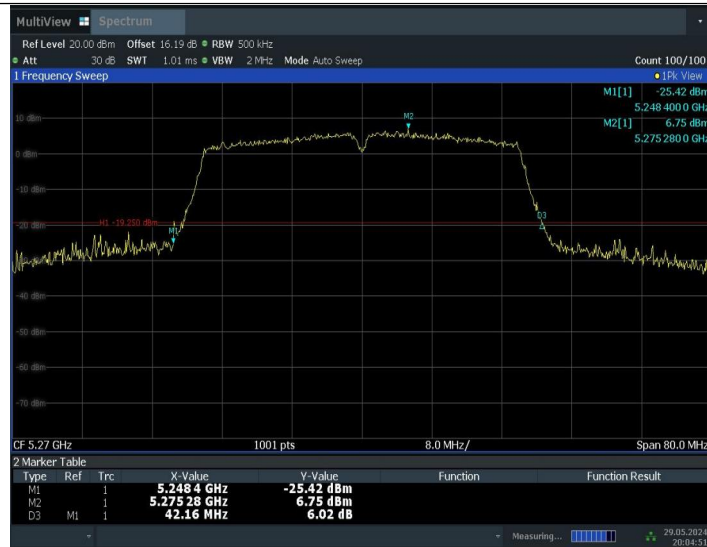 MultiView Spectrum
Ref Level 20.00 dBm Offset 16.19 dB RBW 500 kHz
Att 30 dB SWT 1.01 ms VBW 2 MHz Mode Auto Sweep Count 100/100
1 Frequency Sweep 1Pk View
M1[1] -25.42 dBm
5.248 400 0 GHz
M2[1] 6.75 dBm
5.275 280 0 GHz
M2
10 dBm
0 dBm
-10 dBm
D3
-20 dBm
H1 -19.250 dBm
M1
-40 dBm
-50 dBm
-60 dBm
-70 dBm
CF 5.27 GHz 1001 pts 8.0 MHz/ Span 80.0 MHz
2 Marker Table
Type Ref Trc X-Value Y-Value Function Function Result
M1 1 5.248 4 GHz -25.42 dBm
M2 1 5.275 28 GHz 6.75 dBm
D3 M1 1 42.16 MHz 6.02 dB
Measuring... 29.05.2024
20:04:51